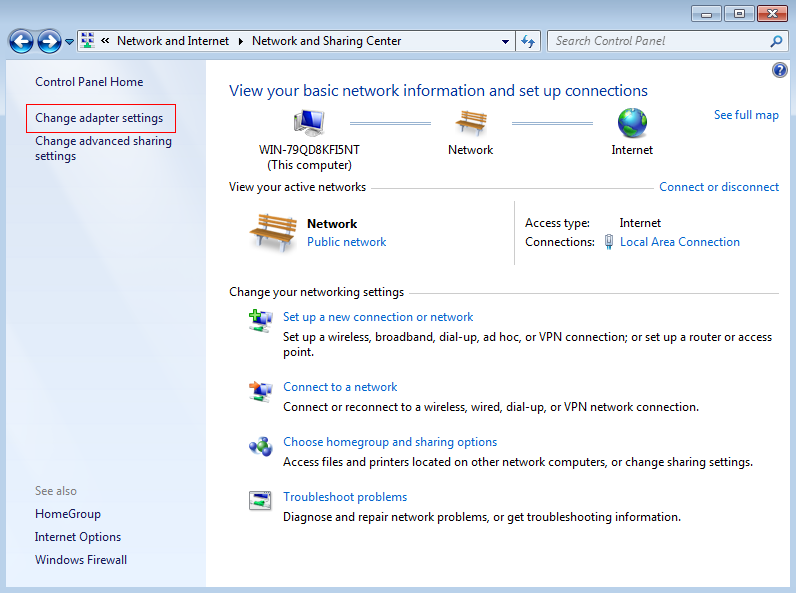 « Network and Internet ▸ Network and Sharing Center
Search Control Panel
Control Panel Home
Change adapter settings
Change advanced sharing
settings
View your basic network information and set up connections
See full map
WIN-79QD8KFI5NT
(This computer)
Network
Internet
View your active networks
Connect or disconnect
Network
Public network
Access type: Internet
Connections: Local Area Connection
Change your networking settings
Set up a new connection or network
Set up a wireless, broadband, dial-up, ad hoc, or VPN connection; or set up a router or access
point.
Connect to a network
Connect or reconnect to a wireless, wired, dial-up, or VPN network connection.
Choose homegroup and sharing options
Access files and printers located on other network computers, or change sharing settings.
Troubleshoot problems
Diagnose and repair network problems, or get troubleshooting information.
See also
HomeGroup
Internet Options
Windows Firewall